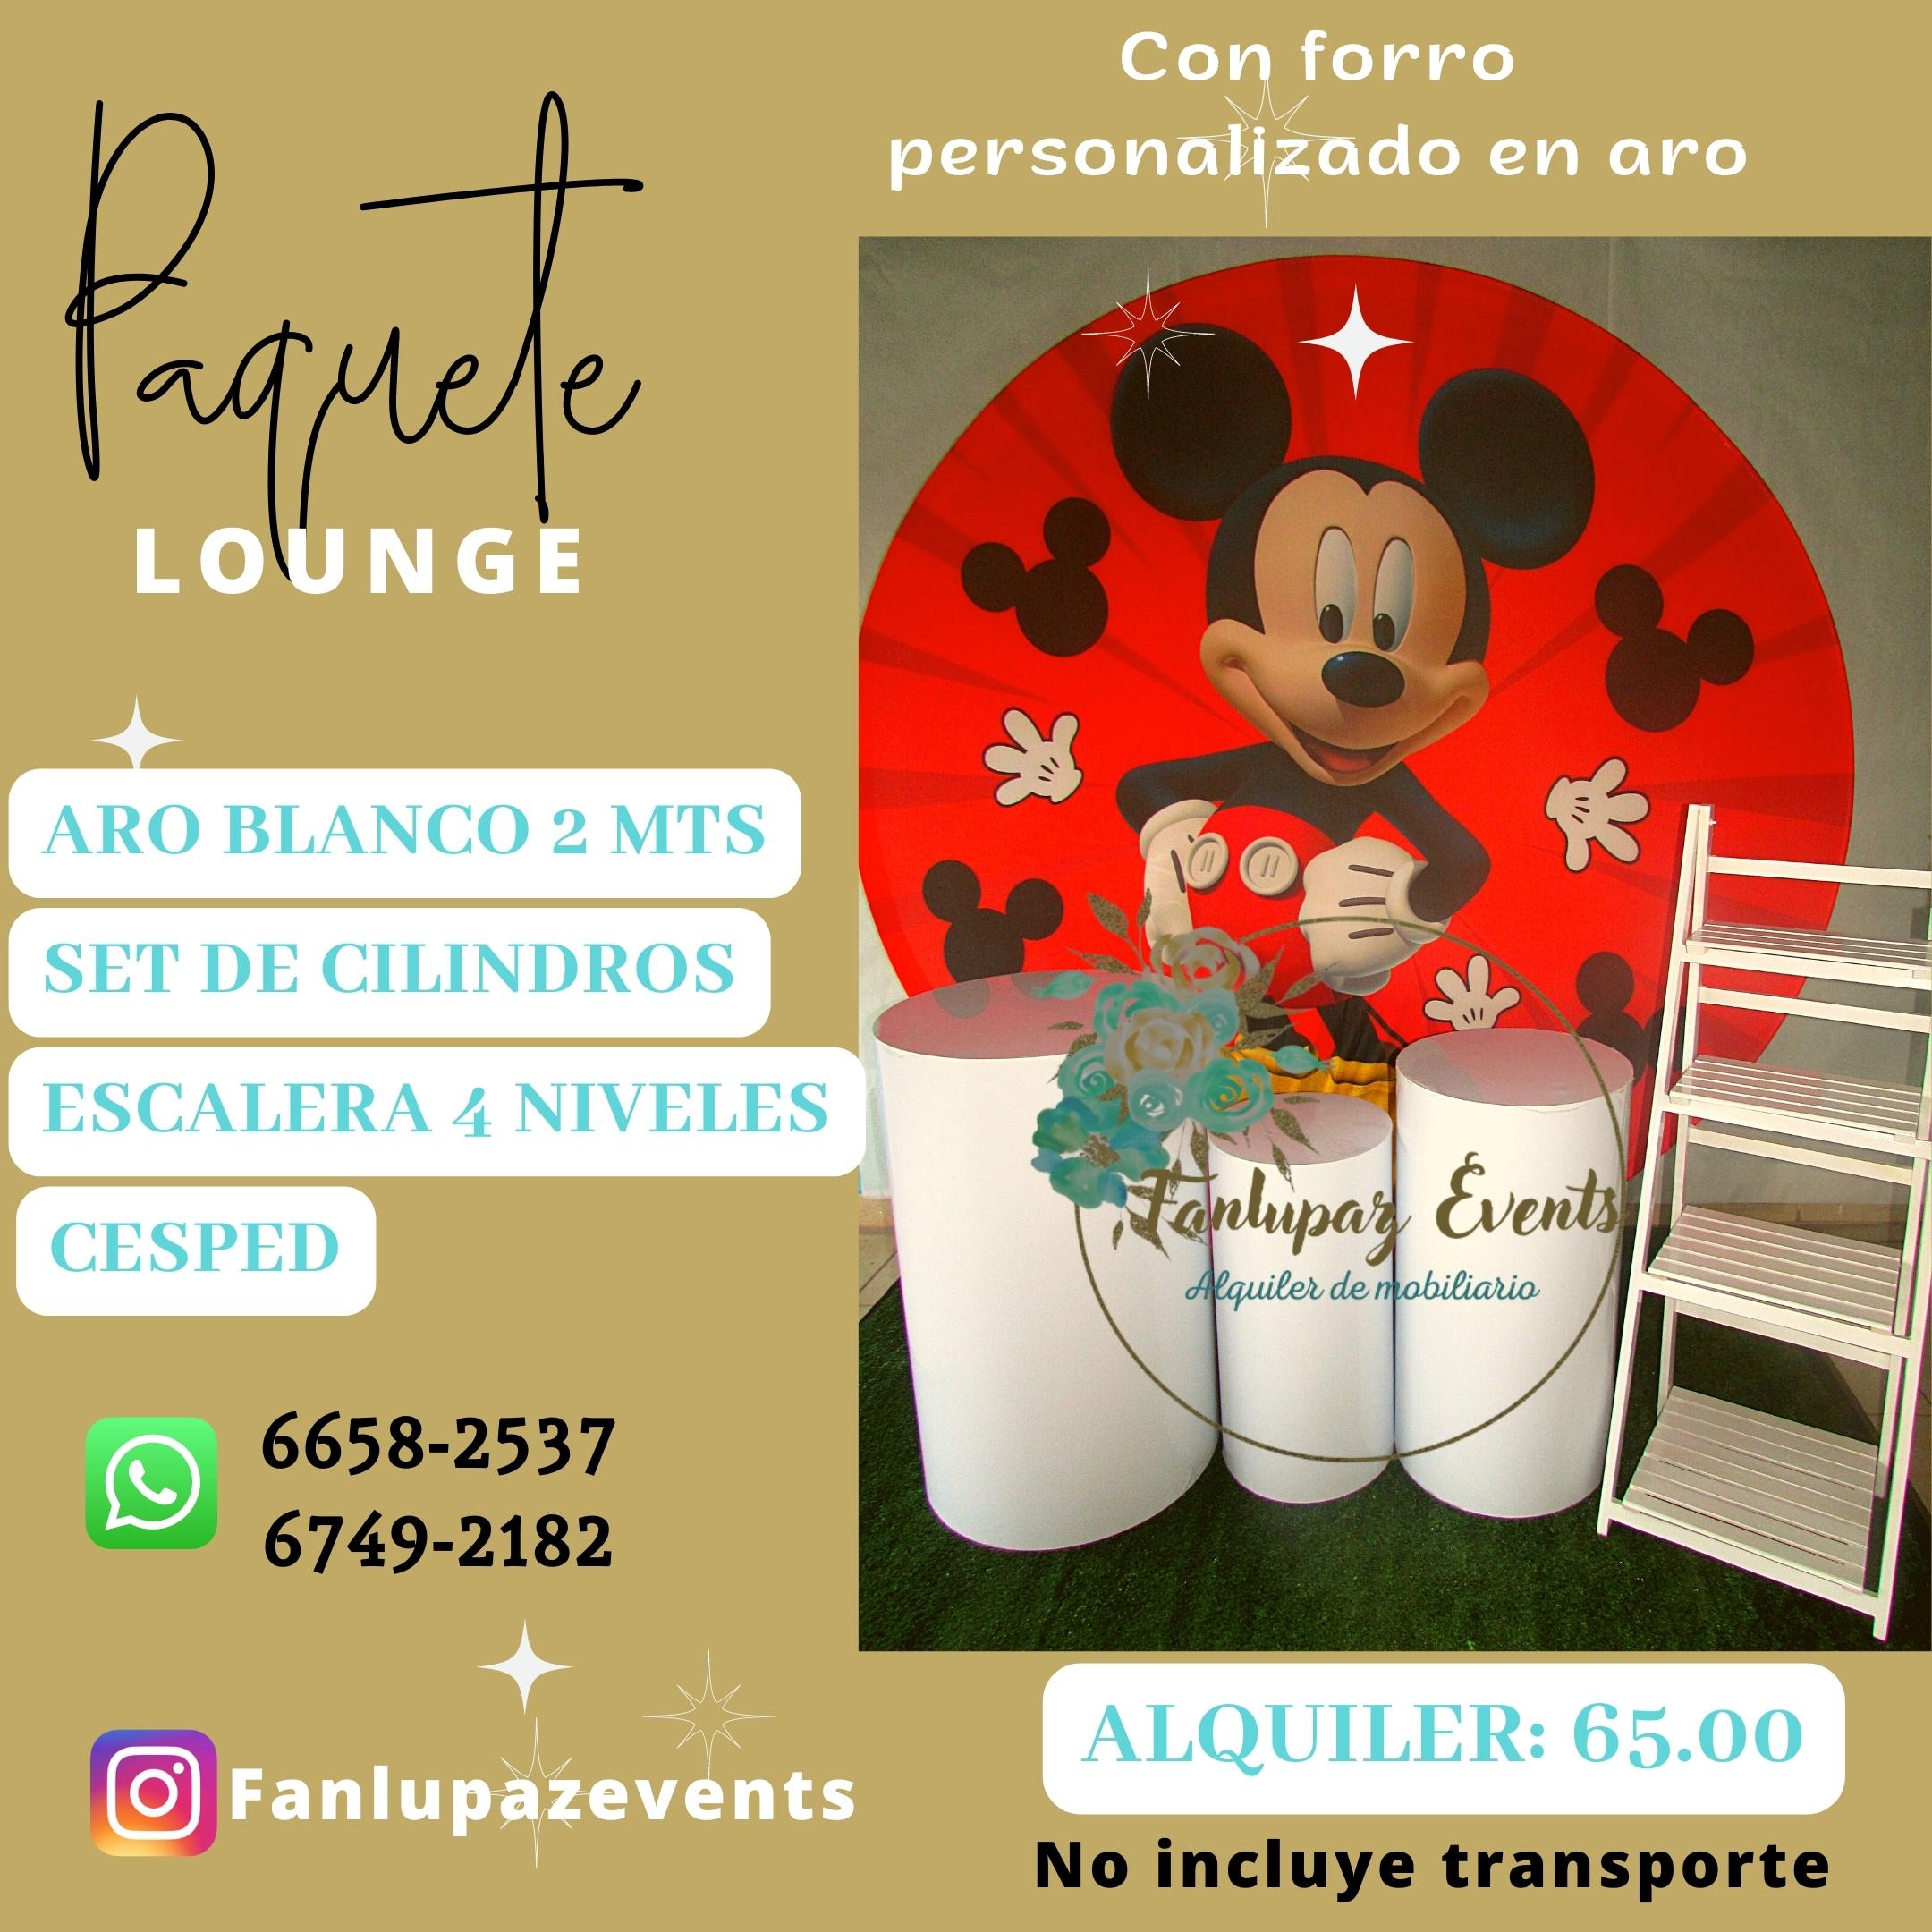 Con forro
personalizado en aro
Paquete
LOUNGE
ARO BLANCO 2 MTS
SET DE CILINDROS
ESCALERA 4 NIVELES
CESPED
Fanlupaz Events
Alquiler de mobiliario
6658-2537
6749-2182
Fanlupazevents
ALQUILER: 65.00
No incluye transporte